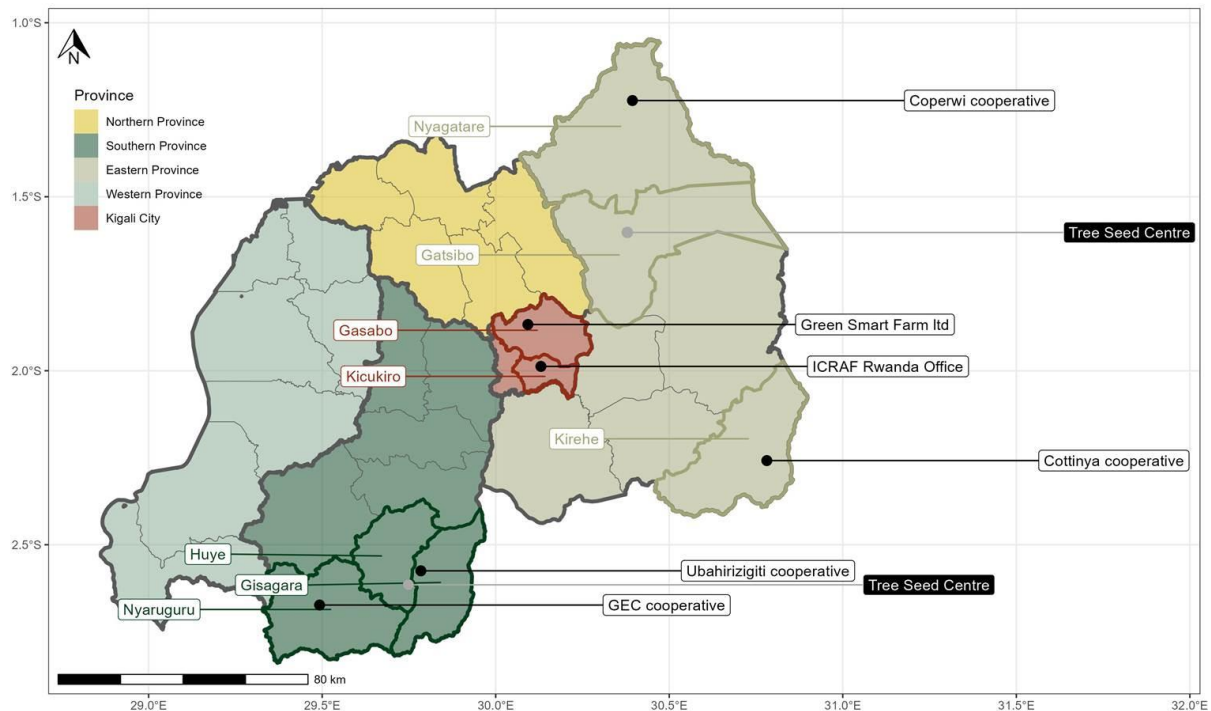 1.0°S
N
Coperwi cooperative
Province
Nyagatare
Northern Province
Southern Province
Eastern Province
Western Province
Kigali City
1.5°S
Tree Seed Centre
Gatsibo
Green Smart Farm ltd
Gasabo
ICRAF Rwanda Office
2.0°S
Kicukiro
Kirehe
Cottinya cooperative
2.5°S
Huye
Ubahirizigiti cooperative
Gisagara
Tree Seed Centre
Nyaruguru
GEC cooperative
80 km
29.0°E
29.5°E
30.0°E
30.5°E
31.0°E
31.5°E
32.0°E